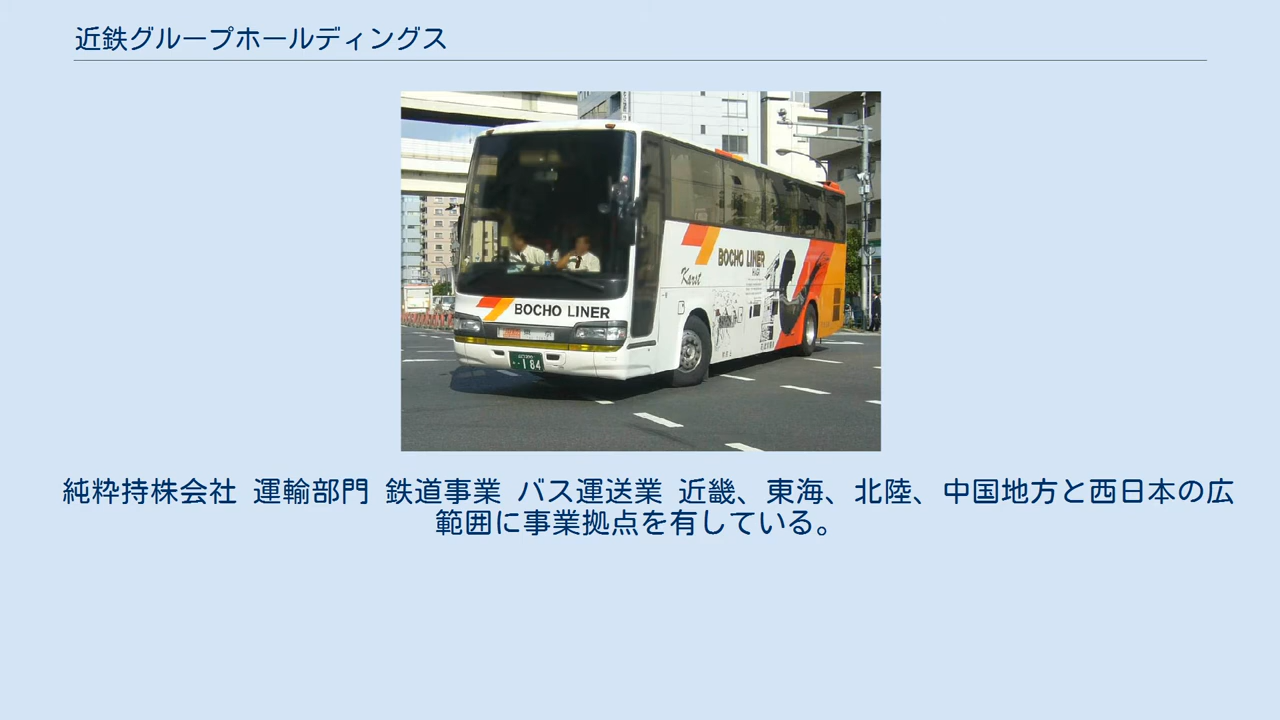 近鉄グループホールディングス
BOCHO LINER
HAGI
Karst
BOCHO LINER
184
純粋持株会社 運輸部門 鉄道事業 バス運送業 近畿、東海、北陸、中国地方と西日本の広
範囲に事業拠点を有している。